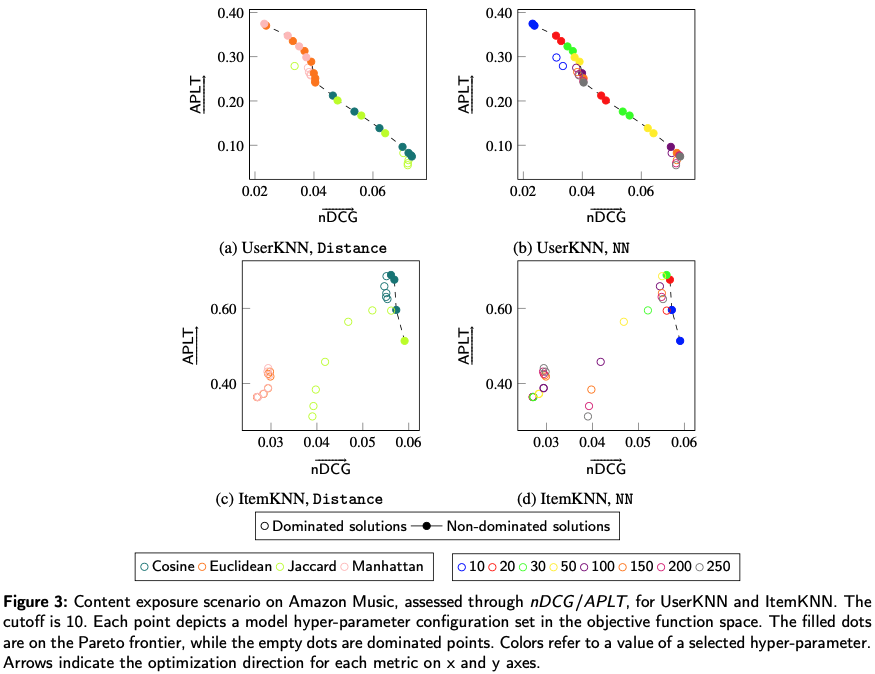 0.40
0.30
0.20
0.10
APLT
0.02 0.04 0.06
nDCG
(a) UserKNN, Distance
0.40
0.30
0.20
0.10
APLT
0.02 0.04 0.06
nDCG
(b) UserKNN, NN
0.60
0.40
APLT
0.03 0.04 0.05 0.06
nDCG
(c) ItemKNN, Distance
0.60
0.40
APLT
0.03 0.04 0.05 0.06
nDCG
(d) ItemKNN, NN
Dominated solutions Non-dominated solutions
Cosine Euclidean Jaccard Manhattan
10 20 30 50 100 150 200 250
Figure 3: Content exposure scenario on Amazon Music, assessed through nDCG/APLT, for UserKNN and ItemKNN. The
cutoff is 10. Each point depicts a model hyper-parameter configuration set in the objective function space. The filled dots
are on the Pareto frontier, while the empty dots are dominated points. Colors refer to a value of a selected hyper-parameter.
Arrows indicate the optimization direction for each metric on x and y axes.